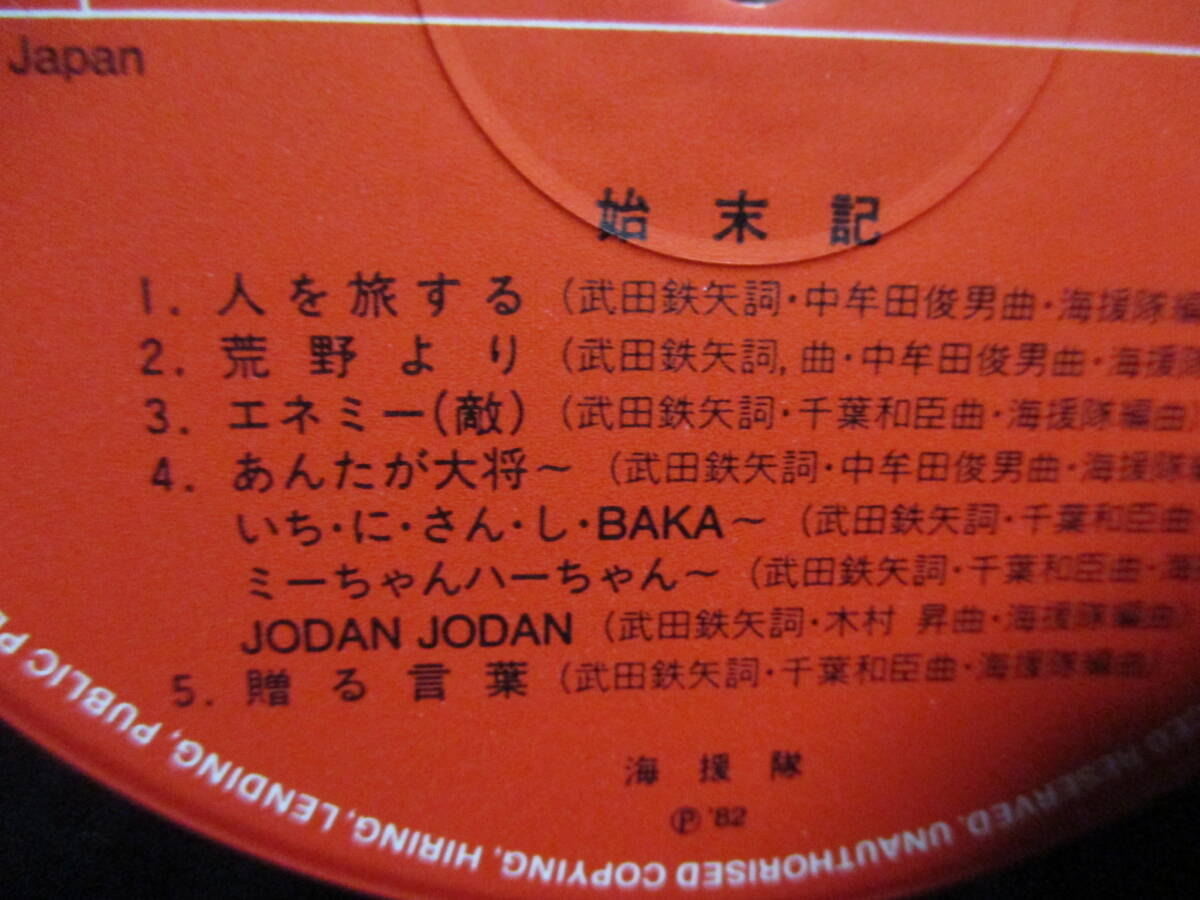 Japan
始末記
1. 人を旅する (武田鉄矢詞・中牟田俊男曲・海援隊編
2. 荒野より (武田鉄矢詞, 曲・中牟田俊男曲・海援隊
3. エネミー(敵) (武田鉄矢詞・千葉和臣曲・海援隊編曲)
4. あんたが大将～ (武田鉄矢詞・中牟田俊男曲・海援隊
いち・に・さん・し・BAKA～ (武田鉄矢詞・千葉和臣曲
ミーちゃんハーちゃん～ (武田鉄矢詞・千葉和臣曲・海
JODAN JODAN (武田鉄矢詞・木村 昇曲・海援隊編曲)
5. 贈る言葉 (武田鉄矢詞・千葉和臣曲・海援隊編曲)
海援隊
Ⓟ '82
RESERVED. UNAUTHORISED COPYING, HIRING, LENDING, PUBLIC